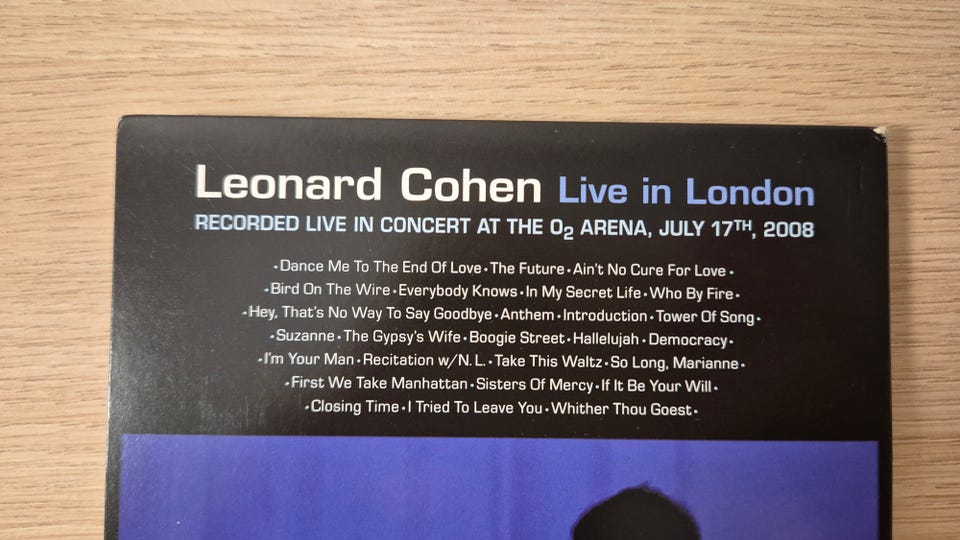 Leonard Cohen Live in London
RECORDED LIVE IN CONCERT AT THE O2 ARENA, JULY 17TH, 2008
•Dance Me To The End Of Love•The Future•Ain't No Cure For Love•
•Bird On The Wire•Everybody Knows•In My Secret Life•Who By Fire•
•Hey, That's No Way To Say Goodbye•Anthem•Introduction•Tower Of Song•
•Suzanne•The Gypsy's Wife•Boogie Street•Hallelujah•Democracy•
•I'm Your Man•Recitation w/N.L.•Take This Waltz•So Long, Marianne•
•First We Take Manhattan•Sisters Of Mercy•If It Be Your Will•
•Closing Time•I Tried To Leave You•Whither Thou Goest•